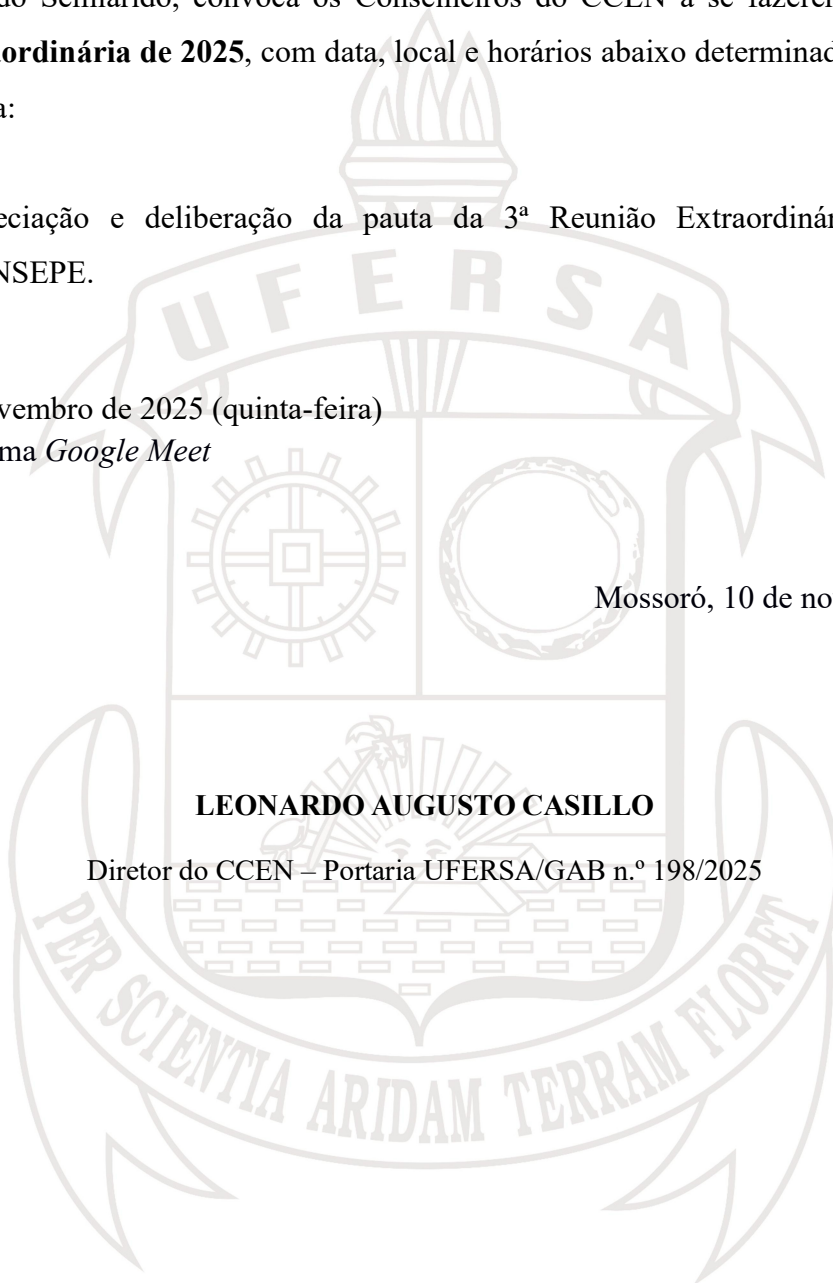 do Semiárido, convoca os Conselheiros do CCEN a se fazerem
ordinária de 2025, com data, local e horários abaixo determinad
a:
eciação e deliberação da pauta da 3ª Reunião Extraordinár
NSEPE.
UFERSA
vembro de 2025 (quinta-feira)
ma Google Meet
Mossoró, 10 de no
LEONARDO AUGUSTO CASILLO
Diretor do CCEN – Portaria UFERSA/GAB n.º 198/2025
PER SCIENTIA ARIDAM TERRAM FLORET